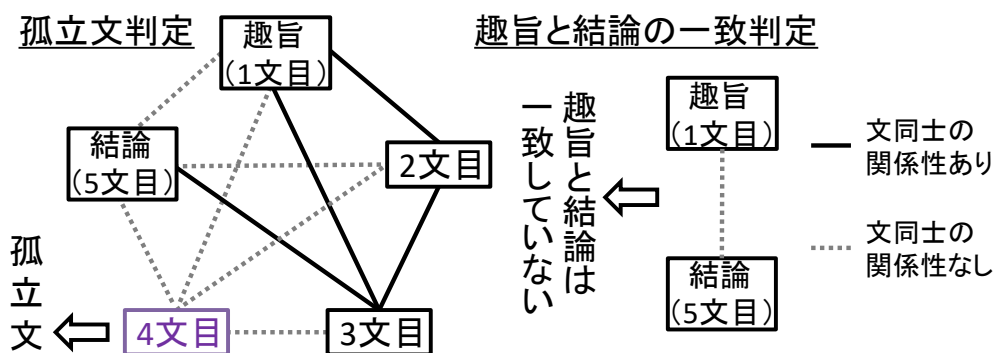 孤立文判定
趣旨
(1文目)
結論
(5文目)
2文目
4文目
3文目
孤立文
趣旨と結論の一致判定
趣旨と結論は
一致していない
趣旨
(1文目)
結論
(5文目)
文同士の
関係性あり
文同士の
関係性なし